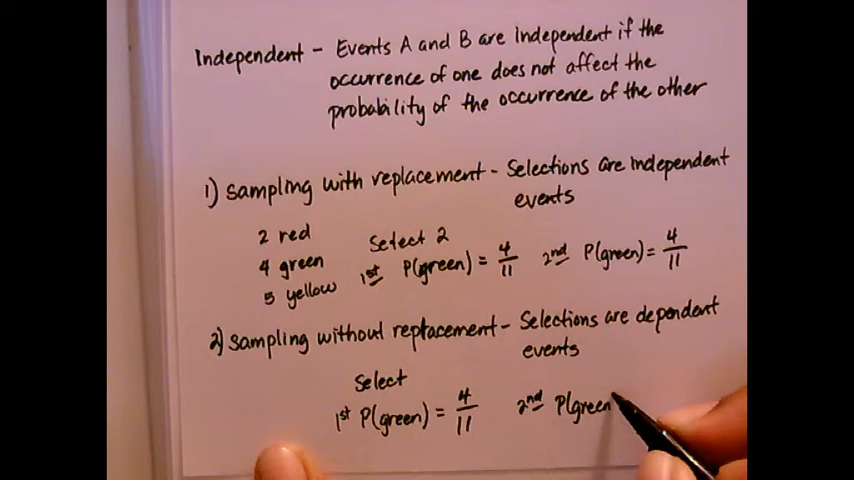 Independent - Events A and B are Independent if the
occurrence of one does not affect the
probability of the occurrence of the other
1) Sampling with replacement - Selections are independent
events
2 red
4 green
5 yellow
Select 2
1st P(green) = 4/11 2nd P(green) = 4/11
2) Sampling without replacement - Selections are dependent
events
Select
1st P(green) = 4/11 2nd P(green